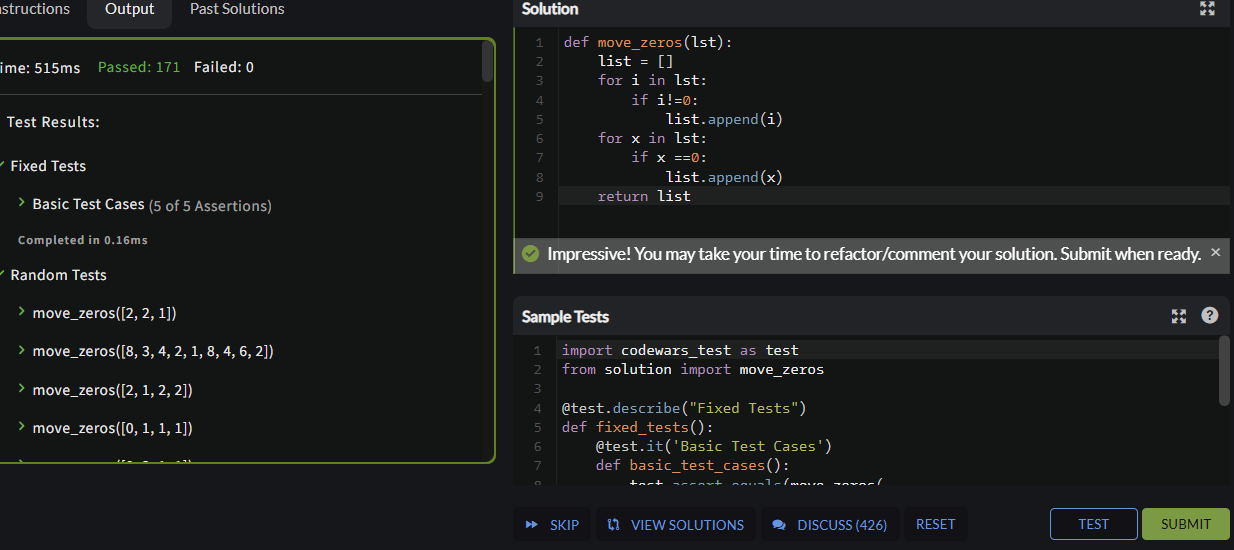 Output
Past Solutions
Passed: 171 Failed: 0
Test Results:
Fixed Tests
Basic Test Cases (5 of 5 Assertions)
Completed in 0.16ms
Random Tests
move_zeros([2, 2, 1])
move_zeros([8, 3, 4, 2, 1, 8, 4, 6, 2])
move_zeros([2, 1, 2, 2])
move_zeros([0, 1, 1, 1])
Solution
1 def move_zeros(lst):
2     list = []
3     for i in lst:
4         if i!=0:
5             list.append(i)
6     for x in lst:
7         if x ==0:
8             list.append(x)
9     return list
Impressive! You may take your time to refactor/comment your solution. Submit when ready. ×
Sample Tests
?
1 import codewars_test as test
2 from solution import move_zeros
3
4 @test.describe("Fixed Tests")
5 def fixed_tests():
6     @test.it('Basic Test Cases')
7     def basic_test_cases():
8         test.assert_equals(move_zeros(
SKIP
VIEW SOLUTIONS
DISCUSS (426)
RESET
TEST
SUBMIT